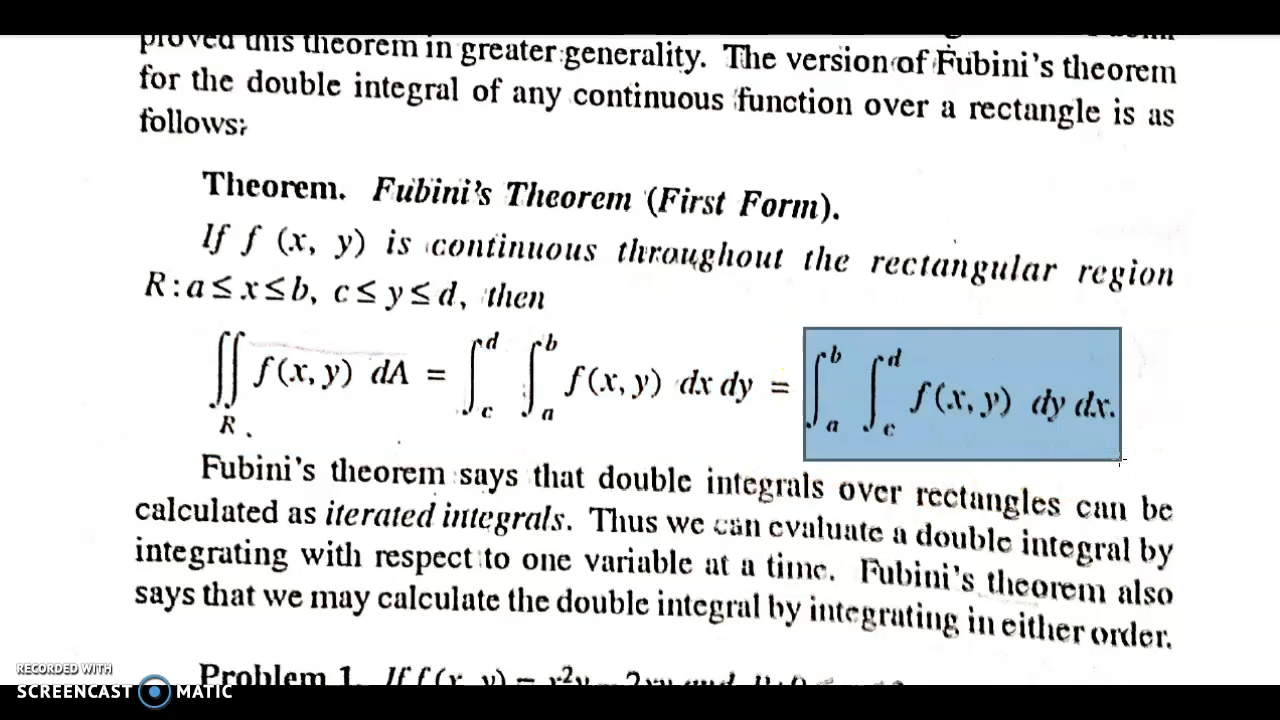 proved this theorem in greater generality. The version of Fubini's theorem
for the double integral of any continuous function over a rectangle is as
follows:
Theorem. Fubini's Theorem (First Form).
If f (x, y) is continuous throughout the rectangular region
R : a ≤ x ≤ b, c ≤ y ≤ d, then
∬_R f(x, y) dA = ∫_c^d ∫_a^b f(x, y) dx dy = ∫_a^b ∫_c^d f(x, y) dy dx.
Fubini's theorem says that double integrals over rectangles can be
calculated as iterated integrals. Thus we can evaluate a double integral by
integrating with respect to one variable at a time. Fubini's theorem also
says that we may calculate the double integral by integrating in either order.
Problem 1. If f(x, y) =
RECORDED WITH
SCREENCAST MATIC